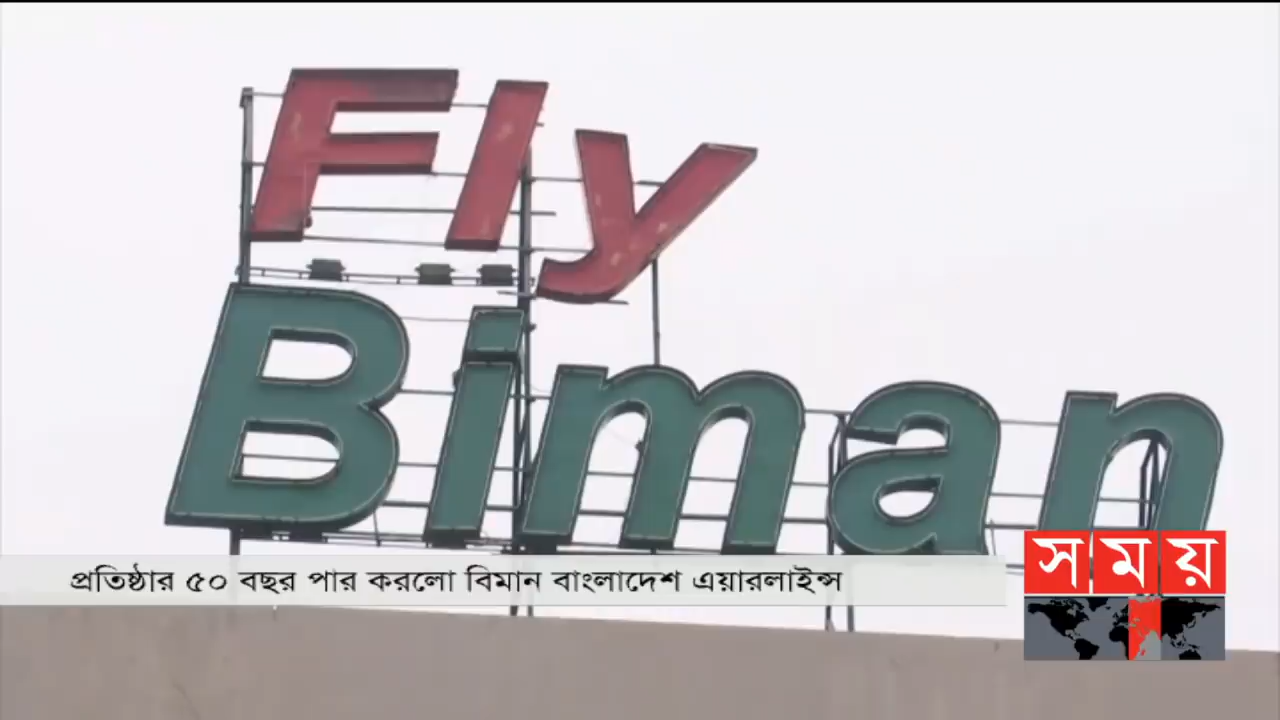 Fly
Biman
প্রতিষ্ঠার ৫০ বছর পার করলো বিমান বাংলাদেশ এয়ারলাইন্স
সময়